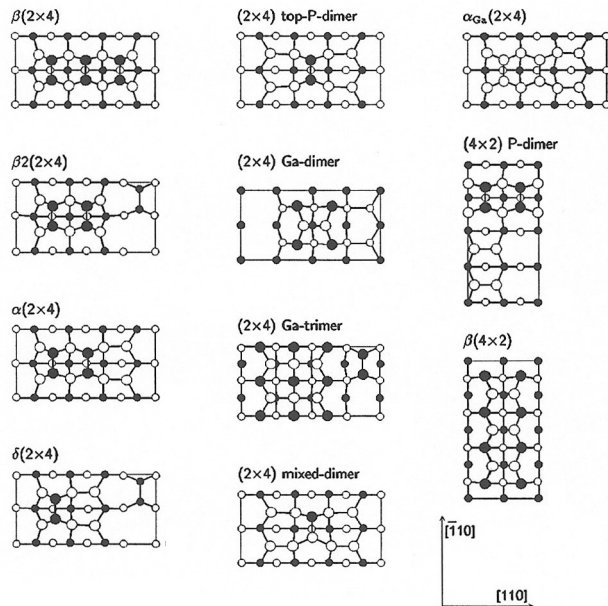 β(2×4)
β2(2×4)
α(2×4)
δ(2×4)
(2×4) top-P-dimer
(2×4) Ga-dimer
(2×4) Ga-trimer
(2×4) mixed-dimer
αGa(2×4)
(4×2) P-dimer
β(4×2)
[1̄10]
[110]